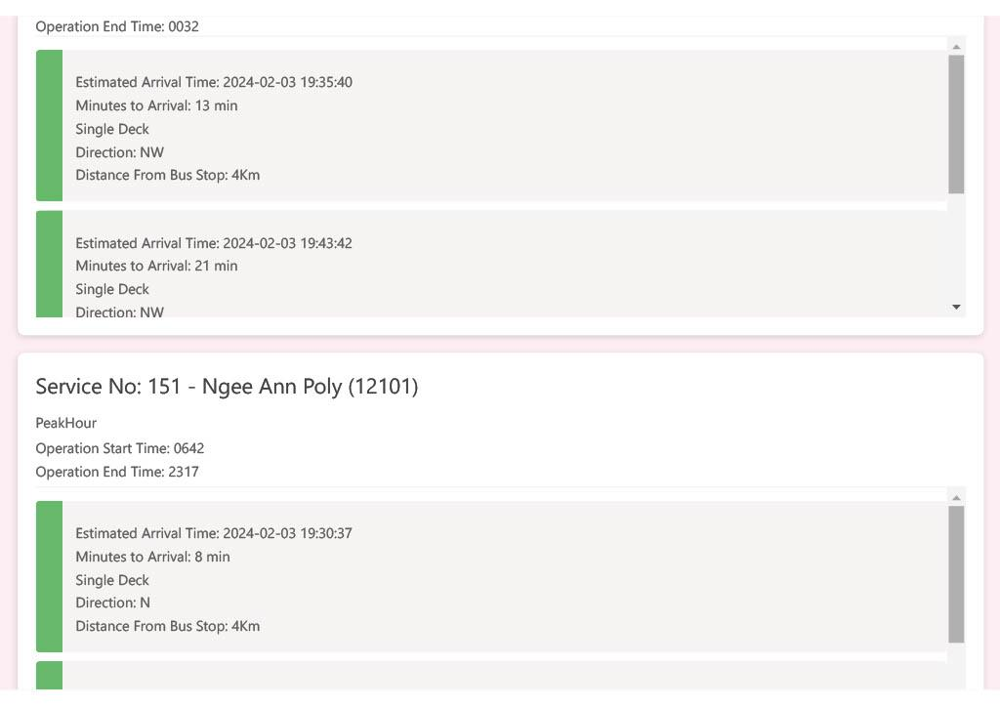 Operation End Time: 0032
Estimated Arrival Time: 2024-02-03 19:35:40
Minutes to Arrival: 13 min
Single Deck
Direction: NW
Distance From Bus Stop: 4Km
Estimated Arrival Time: 2024-02-03 19:43:42
Minutes to Arrival: 21 min
Single Deck
Direction: NW
Service No: 151 - Ngee Ann Poly (12101)
PeakHour
Operation Start Time: 0642
Operation End Time: 2317
Estimated Arrival Time: 2024-02-03 19:30:37
Minutes to Arrival: 8 min
Single Deck
Direction: N
Distance From Bus Stop: 4Km